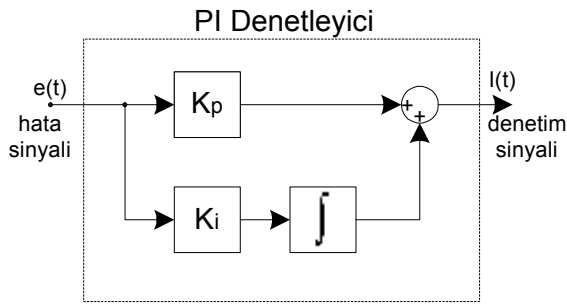 PI Denetleyici
e(t)
hata
sinyali
Kp
+
+
I(t)
denetim
sinyali
Ki
∫